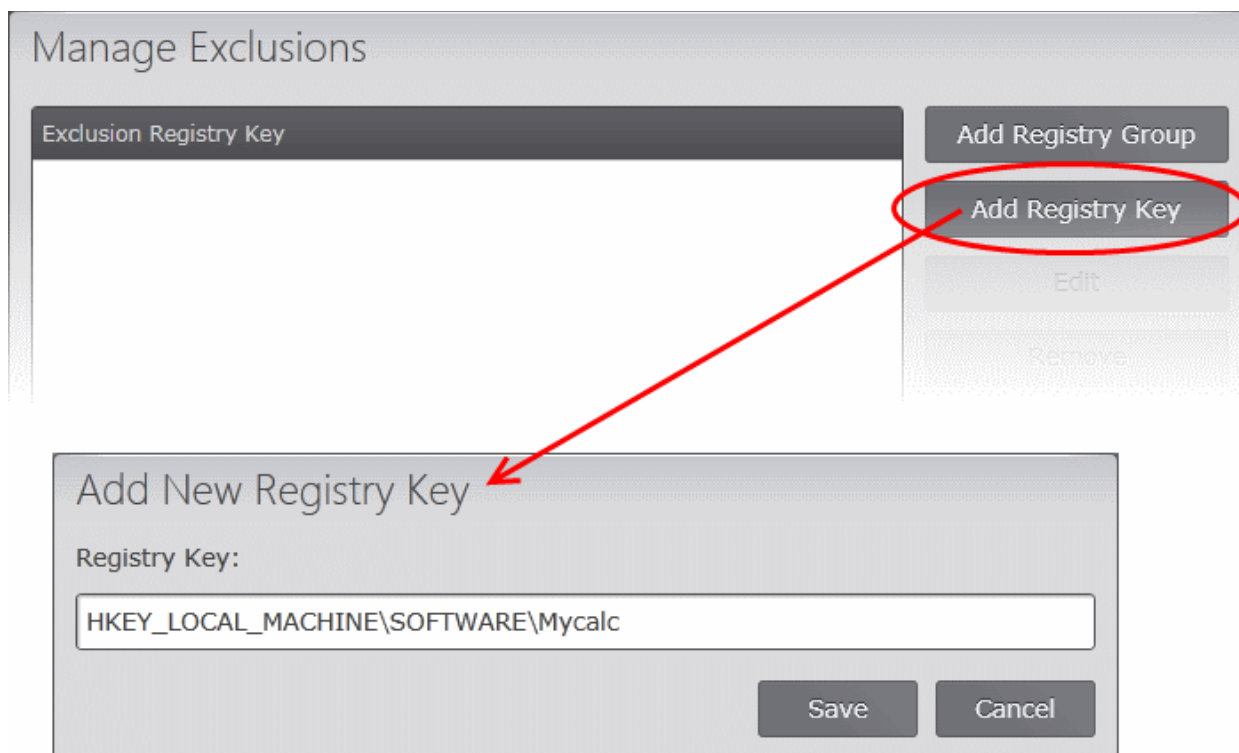 Manage Exclusions
Exclusion Registry Key
Add Registry Group
Add Registry Key
Edit
Remove
Add New Registry Key
Registry Key:
HKEY_LOCAL_MACHINE\SOFTWARE\Mycalc
Save
Cancel